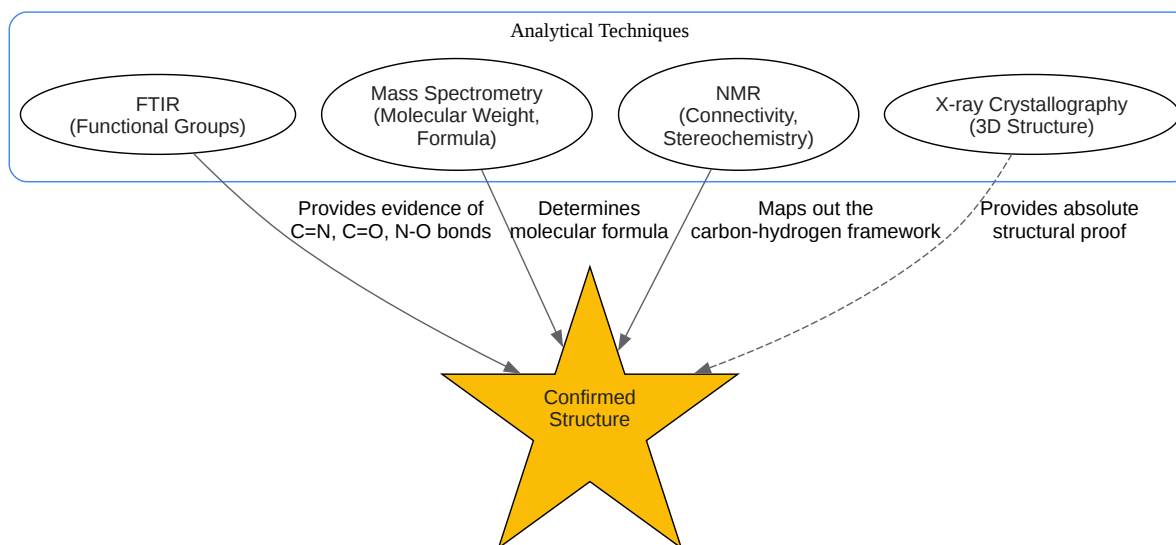 Analytical Techniques
FTIR
(Functional Groups)
Mass Spectrometry
(Molecular Weight,
Formula)
NMR
(Connectivity,
Stereochemistry)
X-ray Crystallography
(3D Structure)
Provides evidence of
C=N, C=O, N-O bonds
Determines
molecular formula
Maps out the
carbon-hydrogen framework
Provides absolute
structural proof
Confirmed
Structure